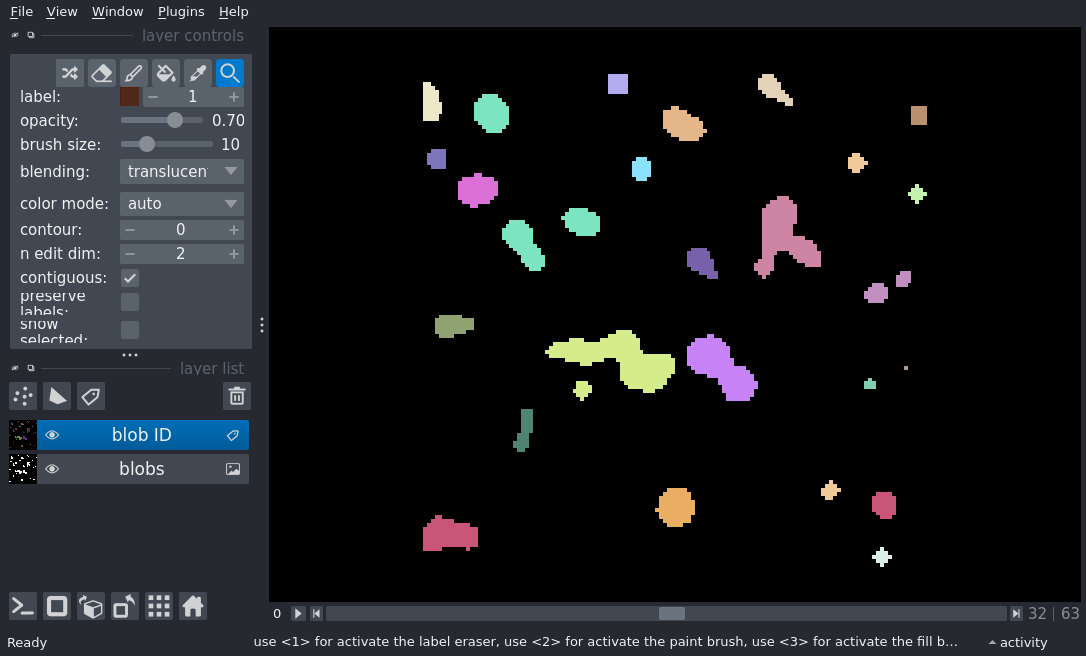 File View Window Plugins Help
layer controls
label: 1
opacity: 0.70
brush size: 10
blending: translucen
color mode: auto
contour: 0
n edit dim: 2
contiguous:
preserve
labels:
show
selected:
layer list
blob ID
blobs
0 32 | 63
Ready use <1> for activate the label eraser, use <2> for activate the paint brush, use <3> for activate the fill b... activity